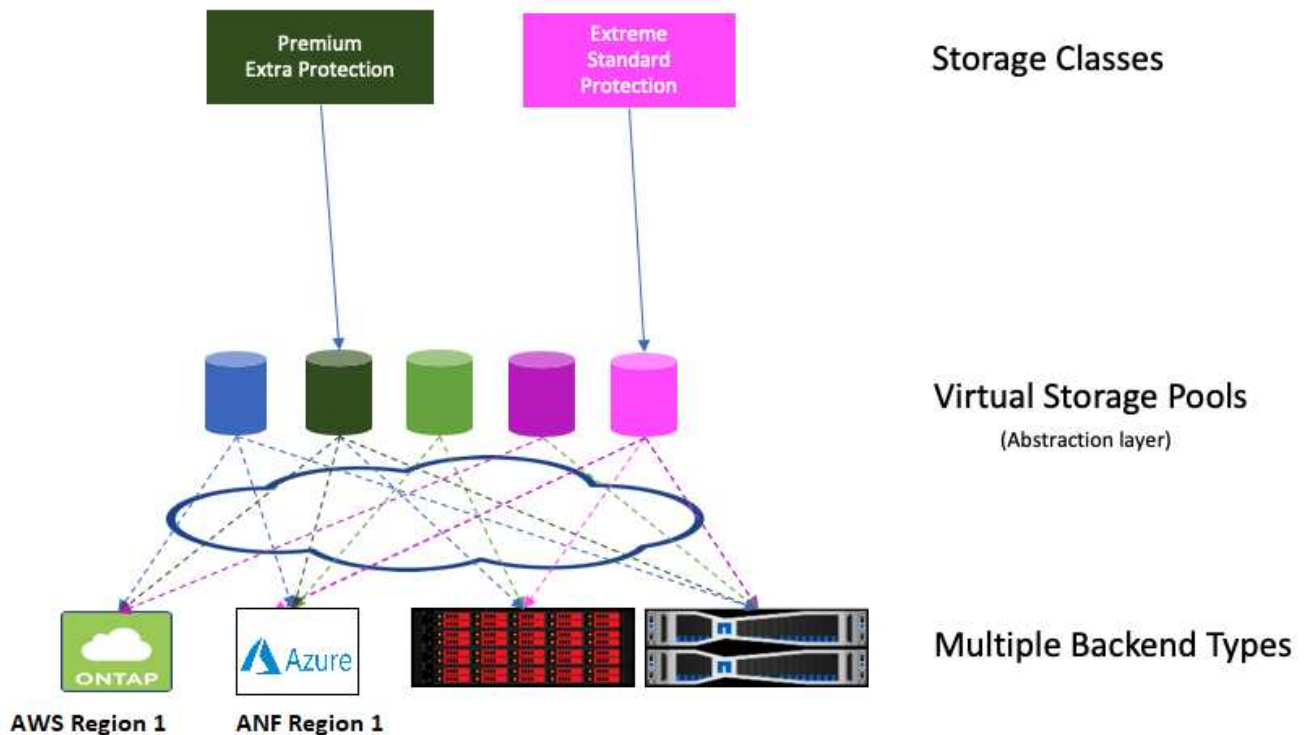 Premium
Extra Protection
Extreme
Standard
Protection
Storage Classes
Virtual Storage Pools
(Abstraction layer)
ONTAP
Azure
Multiple Backend Types
AWS Region 1
ANF Region 1